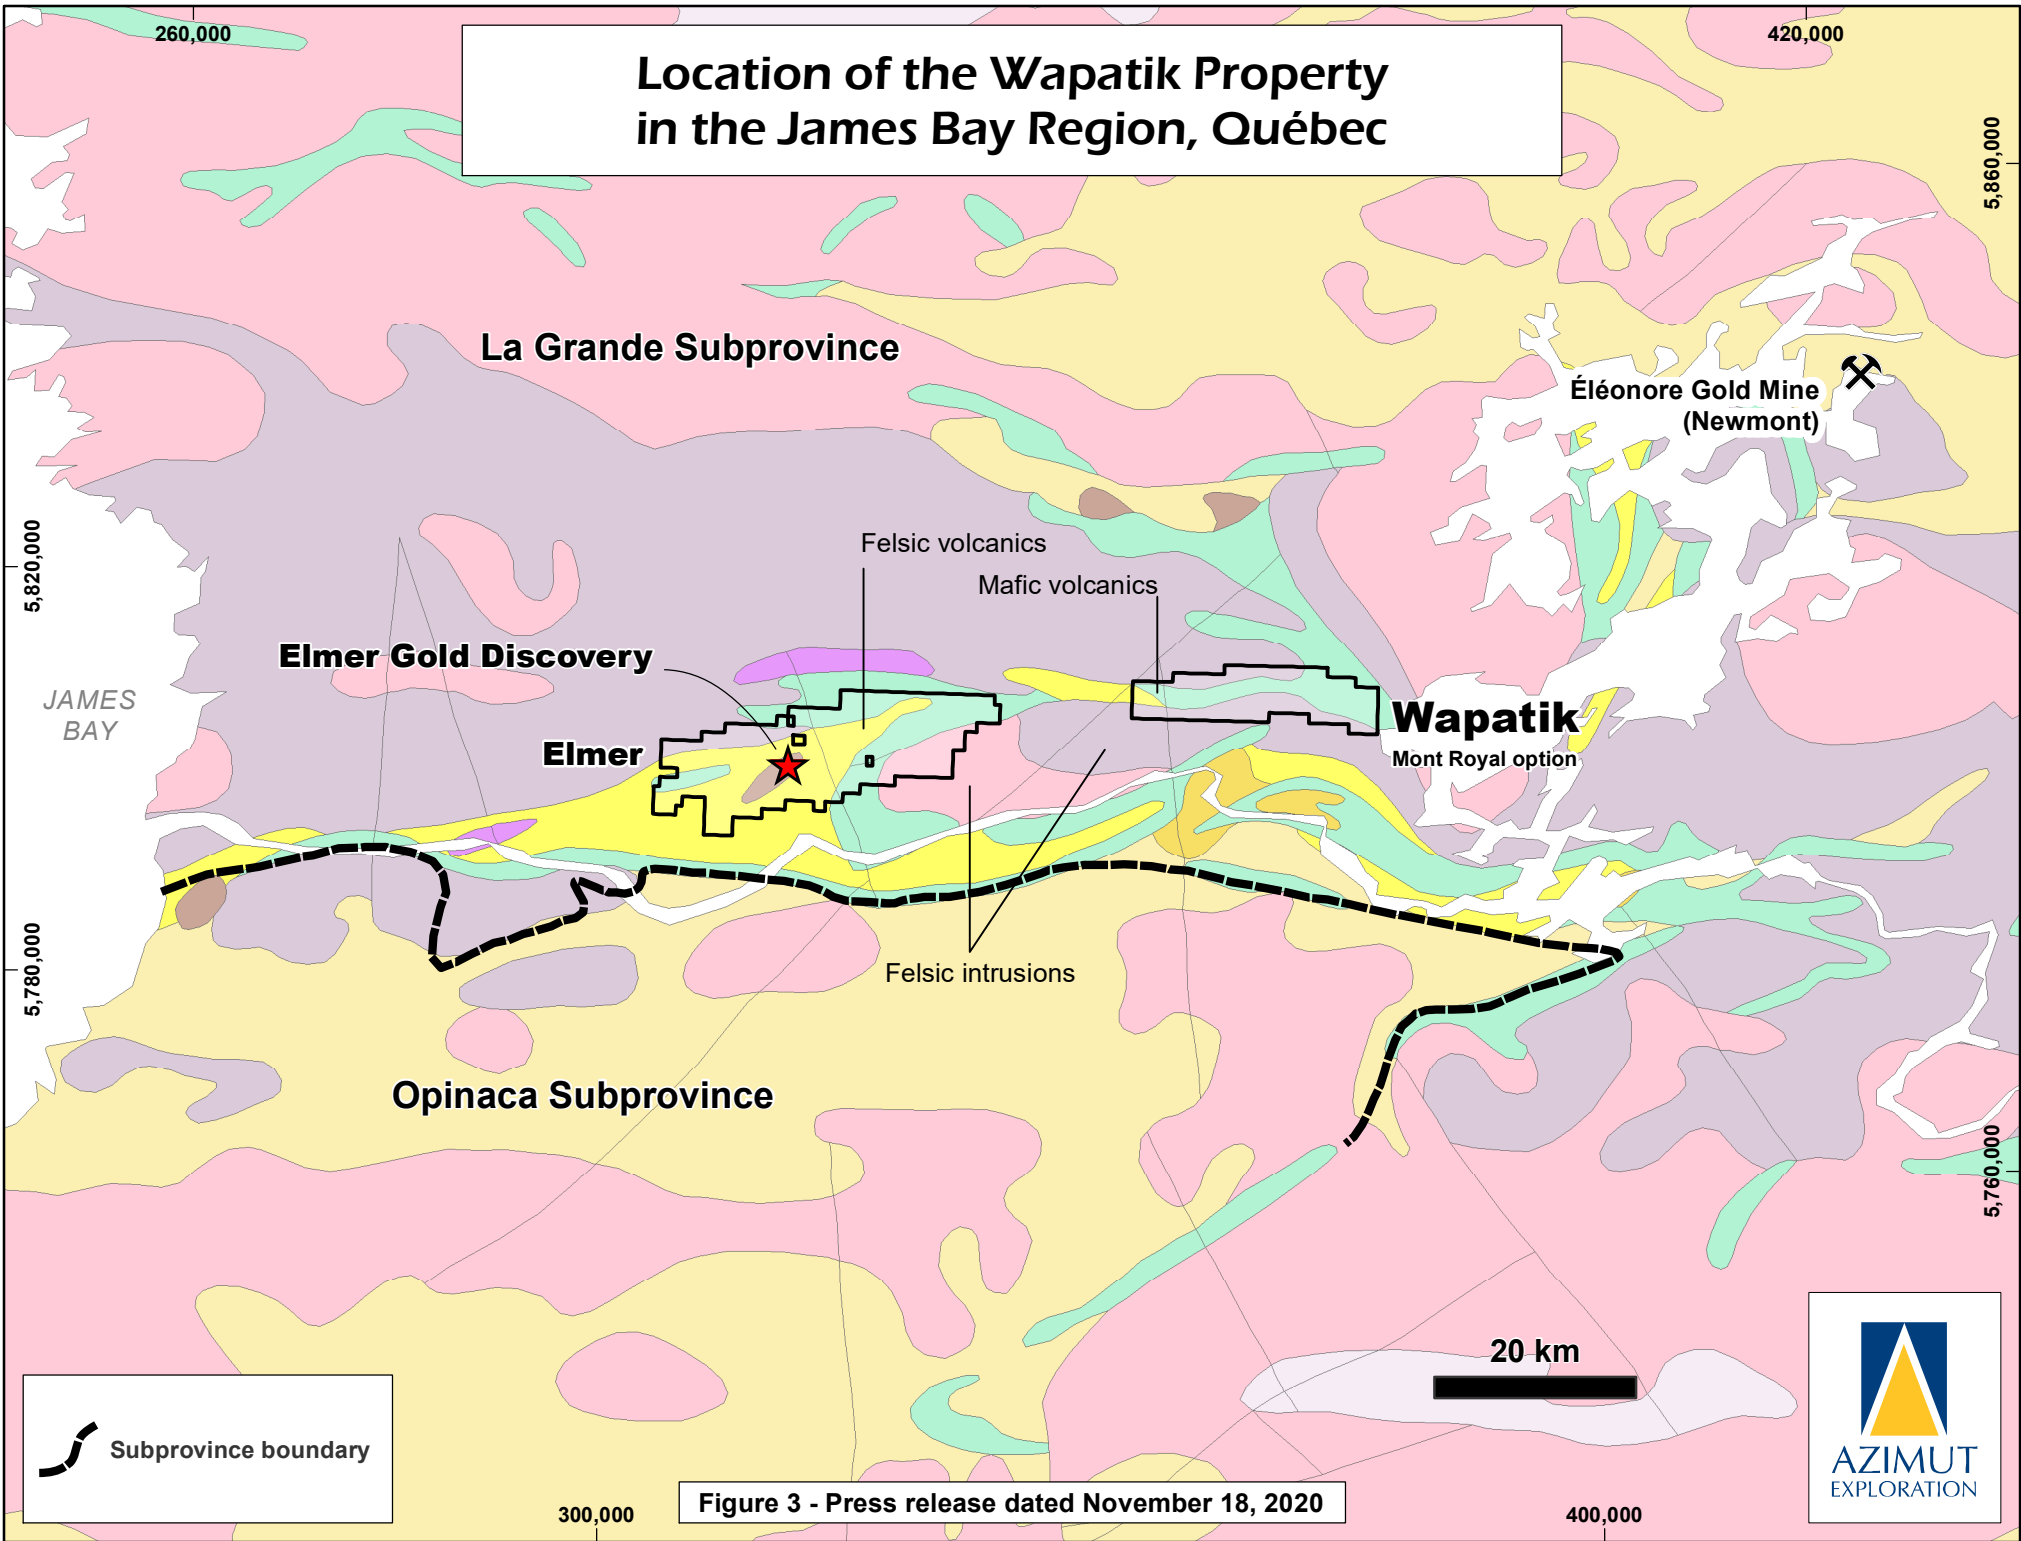 260,000
420,000
Location of the Wapatik Property
in the James Bay Region, Québec
5,860,000
La Grande Subprovince
Éléonore Gold Mine
(Newmont)
5,820,000
Felsic volcanics
Mafic volcanics
Elmer Gold Discovery
JAMES
BAY
Elmer
Wapatik
Mont Royal option
5,780,000
Felsic intrusions
Opinaca Subprovince
5,760,000
20 km
Subprovince boundary
AZIMUT
EXPLORATION
Figure 3 - Press release dated November 18, 2020
300,000
400,000